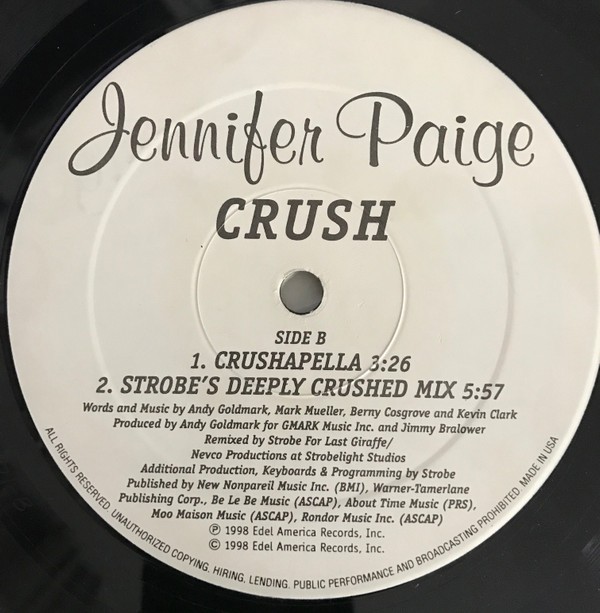 Jennifer Paige
CRUSH
SIDE B
1. CRUSHAPELLA 3:26
2. STROBE'S DEEPLY CRUSHED MIX 5:57
Words and Music by Andy Goldmark, Mark Mueller, Berny Cosgrove and Kevin Clark
Produced by Andy Goldmark for GMARK Music Inc. and Jimmy Bralower
Remixed by Strobe For Last Giraffe/
Nevco Productions at Strobelight Studios
Additional Production, Keyboards & Programming by Strobe
Published by New Nonpareil Music Inc. (BMI), Warner-Tamerlane
Publishing Corp., Be Le Be Music (ASCAP), About Time Music (PRS),
Moo Maison Music (ASCAP), Rondor Music Inc. (ASCAP)
℗ 1998 Edel America Records, Inc.
© 1998 Edel America Records, Inc.
ALL RIGHTS RESERVED. UNAUTHORIZED COPYING, HIRING, LENDING, PUBLIC PERFORMANCE AND BROADCASTING PROHIBITED. MADE IN USA